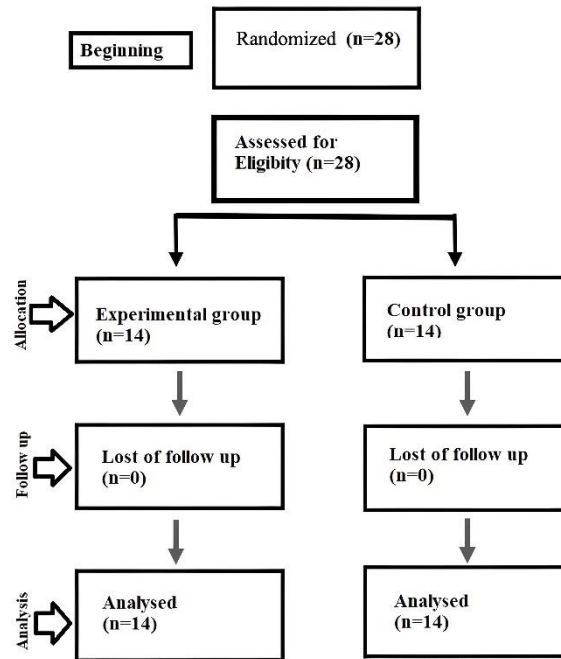 Beginning
Randomized (n=28)
Assessed for
Eligibity (n=28)
Allocation
Experimental group
(n=14)
Control group
(n=14)
Follow up
Lost of follow up
(n=0)
Lost of follow up
(n=0)
Analysis
Analysed
(n=14)
Analysed
(n=14)